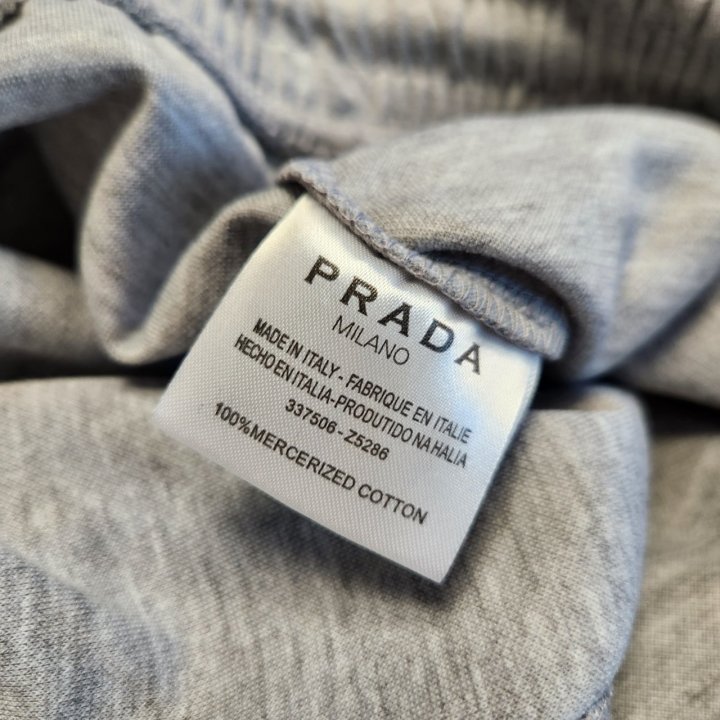 PRADA
MILANO
MADE IN ITALY - FABRIQUE EN ITALIE
HECHO EN ITALIA-PRODUTIDO NA HALIA
337506-Z5286
100%MERCERIZED COTTON